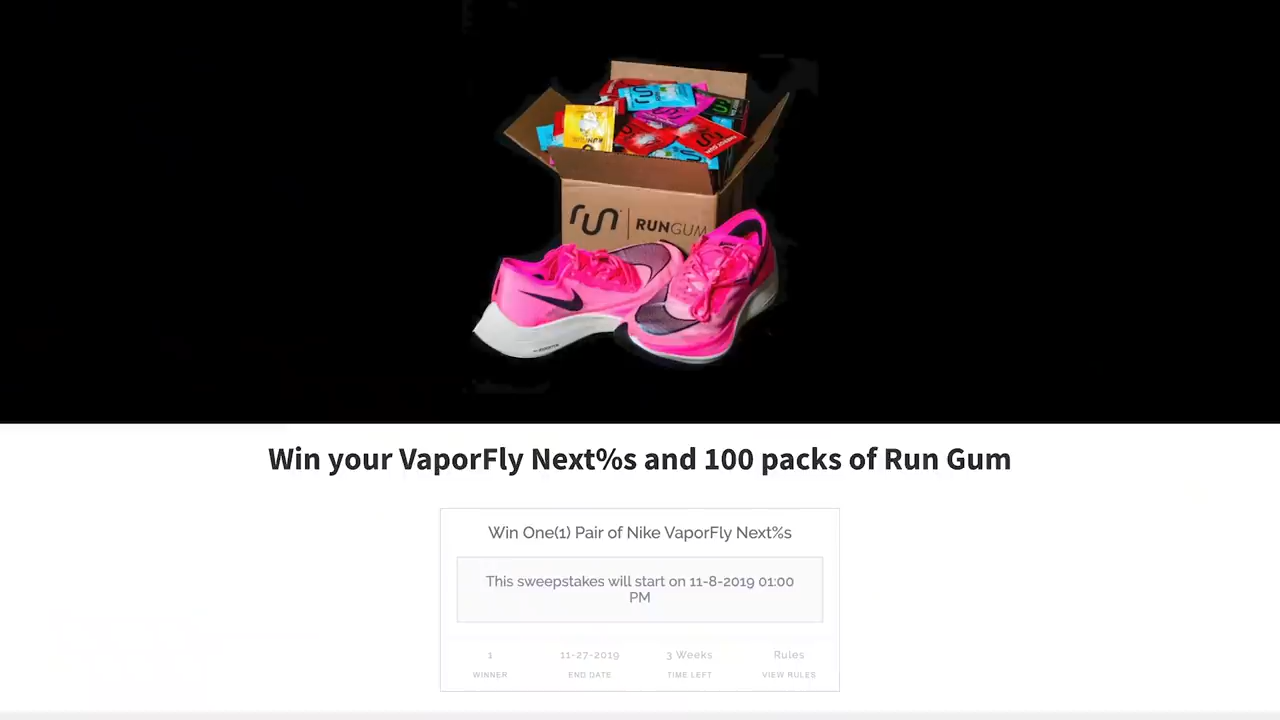 run
RUNGUM
Win your VaporFly Next%s and 100 packs of Run Gum
Win One(1) Pair of Nike VaporFly Next%s
This sweepstakes will start on 11-8-2019 01:00
PM
1
11-27-2019
3 Weeks
Rules
WINNER
END DATE
TIME LEFT
VIEW RULES